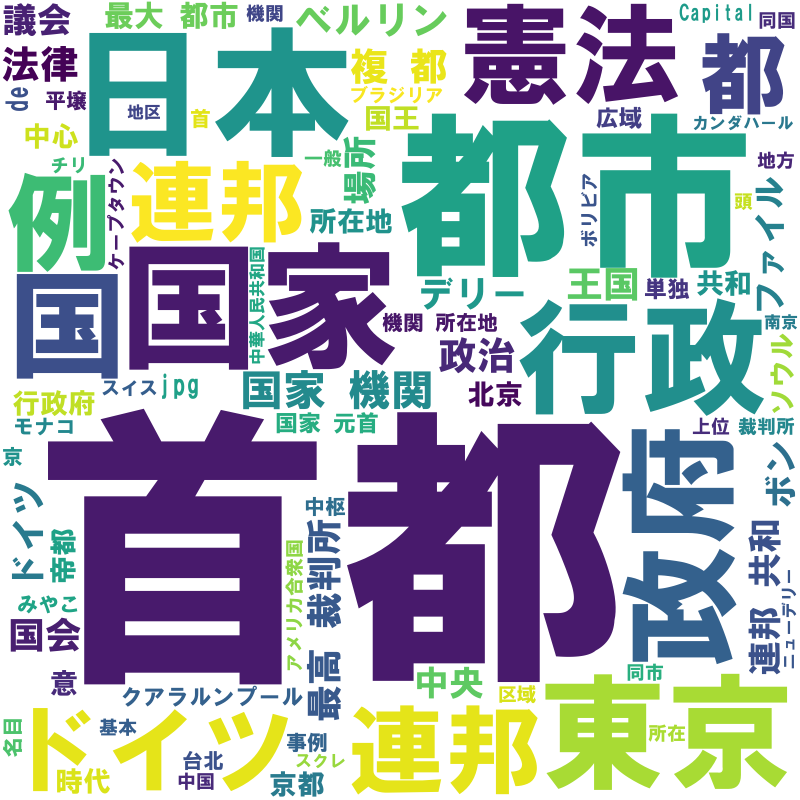 議会
最大 都市
機関
ベルリン
憲法
Capital
同国
日本
法律
複 都
都
de
平壌
地区
首
ブラジリア
国王
広域
カンダハール
中心
チリ
一般
場所
都市
地方
例
ケープタウン
連邦
所在地
ボリビア
頭
ファイル
国
国家
中華人民共和国
デリー
王国
単独
共和
機関 所在地
行政
南京
政治
ソウル
スイス
jpg
国家 機関
北京
行政府
モナコ
国家 元首
上位
裁判所
京
首都
政府
ボン
ドイツ
帝都
中枢
アメリカ合衆国
最高 裁判所
連邦 共和
ニューデリー
みやこ
国会
意
クアラルンプール
中央
同市
区域
東京
名目
ドイツ
基本
事例
連邦
所在
時代
台北
スクレ
中国
京都